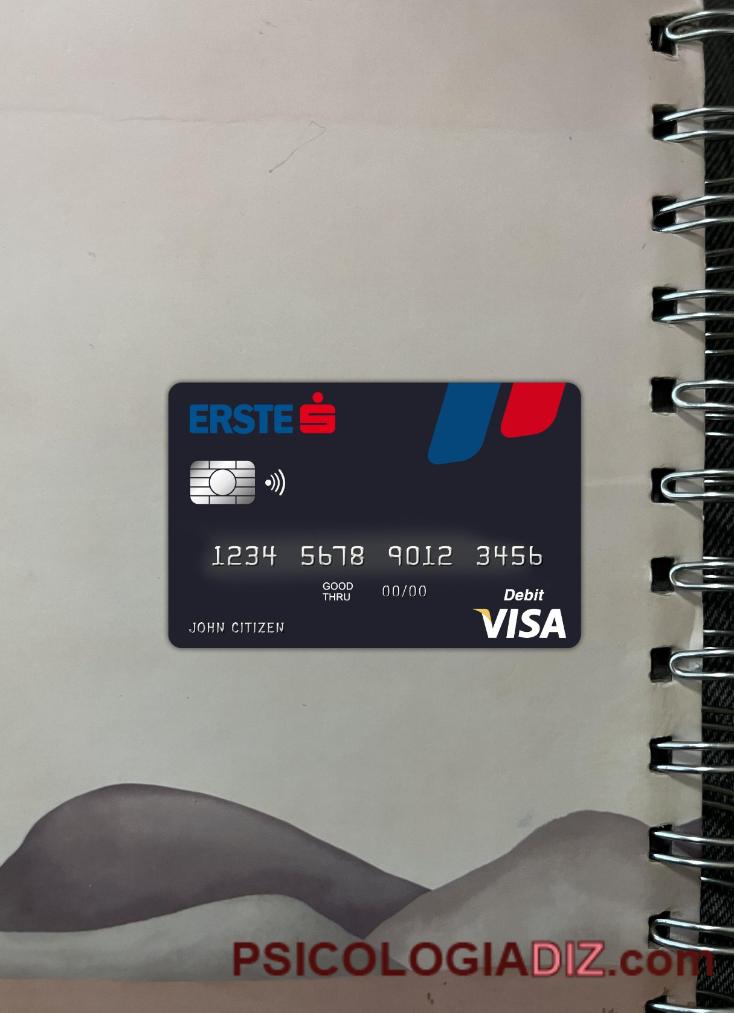 ERSTE
1234 5678 9012 3456
GOOD
THRU
00/00
Debit
VISA
JOHN CITIZEN
PSICOLOGIADIZ.com